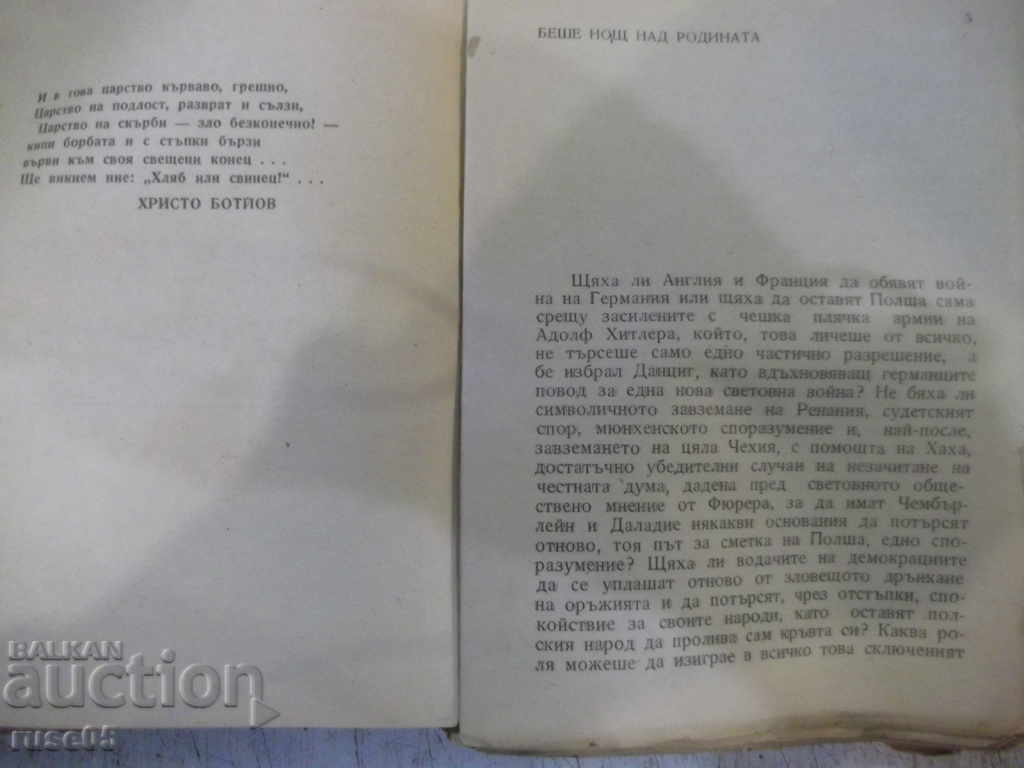 И в това царство кърваво, грешно,
Царство на подлост, разврат и сълзи,
Царство на скърби — зло безконечно! —
кипи борбата и с стъпки бързи
върви към своя свещени конец . . .
Ще викнем ние: „Хляб или свинец!“ . . .
ХРИСТО БОТЙОВ
5
БЕШЕ НОЩ НАД РОДИНАТА
Щяха ли Англия и Франция да обявят вой-
на на Германия или щяха да оставят Полша сама
срещу засилените с чешка плячка армии на
Адолф Хитлера, който, това личеше от всичко,
не търсеше само едно частично разрешение, а
бе избрал Данциг, като вдъхновяващ германците
повод за една нова световна война? Не бяха ли
символичното завземане на Ренания, судетският
спор, мюнхенското споразумение и, най-после,
завземането на цяла Чехия, с помощта на Хаха,
достатъчно убедителни случаи на незачитане на
честната дума, дадена пред световното обще-
ствено мнение от Фюрера, за да имат Чембър-
лейн и Даладие някакви основания да потърсят
отново, тоя път за сметка на Полша, едно спо-
разумение? Щяха ли водачите на демокрациите
да се уплашат отново от зловещото дрънкане
на оръжията и да потърсят, чрез отстъпки, спо-
койствие за своите народи, като оставят пол-
ския народ да пролива сам кръвта си? Каква ро-
ля можеше да изиграе в всичко това сключеният
BALKAN
auction
ruse05